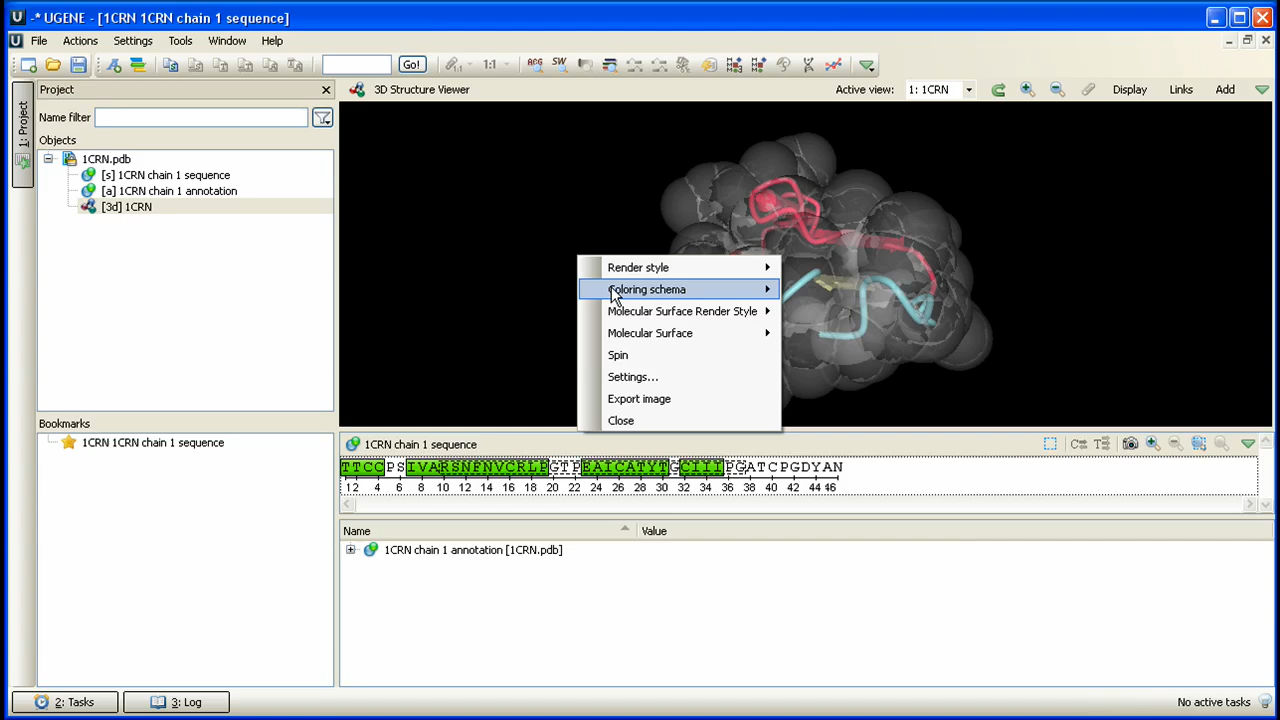 -* UGENE - [1CRN 1CRN chain 1 sequence]
File Actions Settings Tools Window Help
Go! 1:1
Project
3D Structure Viewer
Active view: 1: 1CRN
Display Links Add
1: Project
Name filter
Objects
1CRN.pdb
[s] 1CRN chain 1 sequence
[a] 1CRN chain 1 annotation
[3d] 1CRN
Render style
Coloring schema
Molecular Surface Render Style
Molecular Surface
Spin
Settings...
Export image
Close
Bookmarks
1CRN 1CRN chain 1 sequence
1CRN chain 1 sequence
TTCCPSIVARSNFNVCRLPGTPEAICATYTGCIIIPGATCPGDYAN
1 2 4 6 8 10 12 14 16 18 20 22 24 26 28 30 32 34 36 38 40 42 44 46
Name Value
1CRN chain 1 annotation [1CRN.pdb]
2: Tasks
3: Log
No active tasks